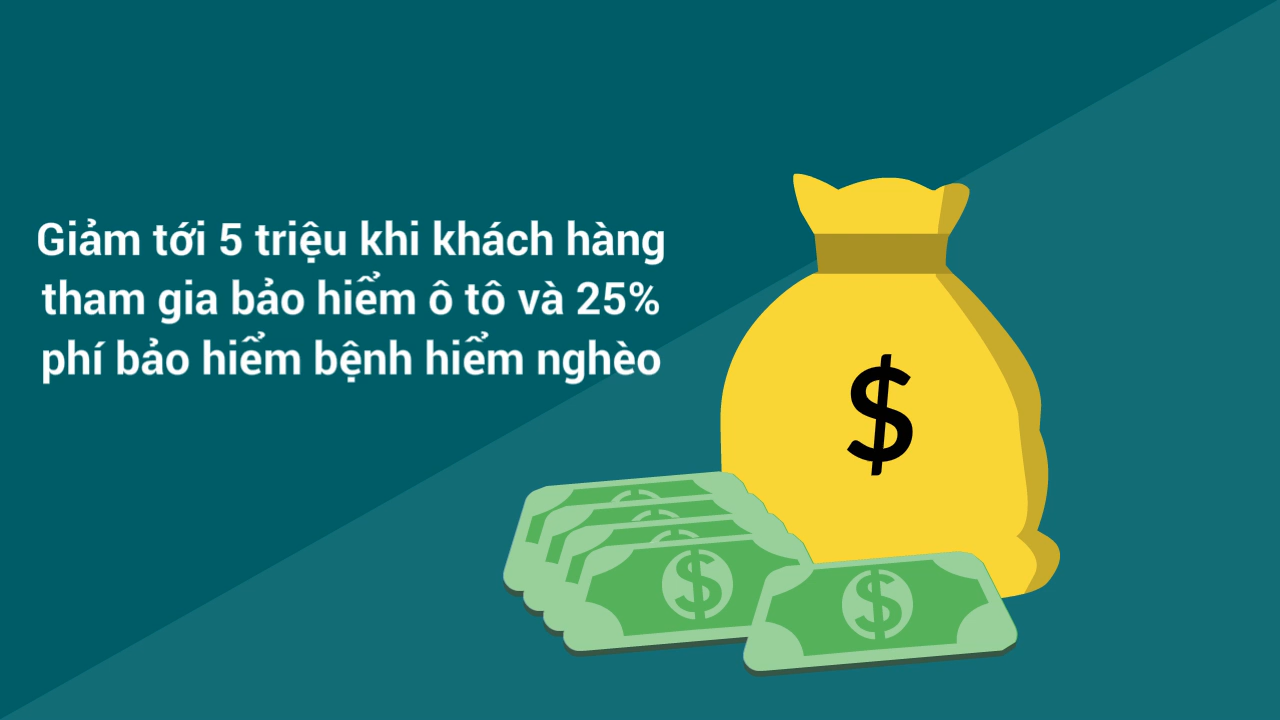 Giảm tới 5 triệu khi khách hàng
tham gia bảo hiểm ô tô và 25%
phí bảo hiểm bệnh hiểm nghèo
$
$
$